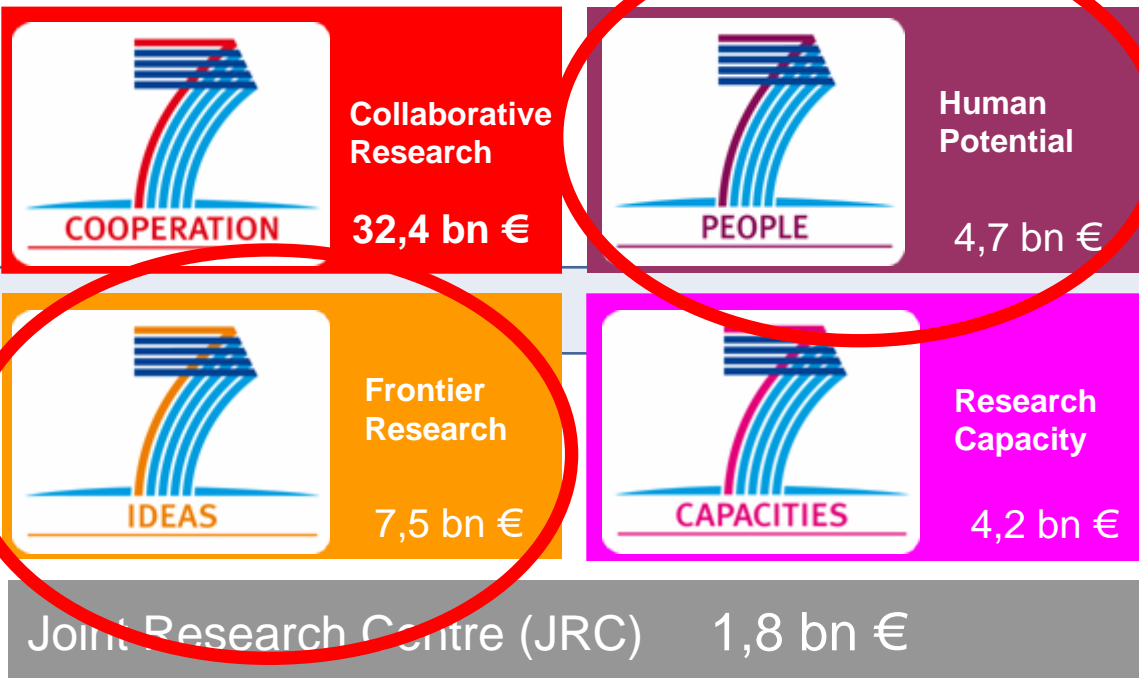 Collaborative
Research
COOPERATION
32,4 bn €
Human
Potential
PEOPLE
4,7 bn €
Frontier
Research
IDEAS
7,5 bn €
Research
Capacity
CAPACITIES
4,2 bn €
Joint Research Centre (JRC) 1,8 bn €